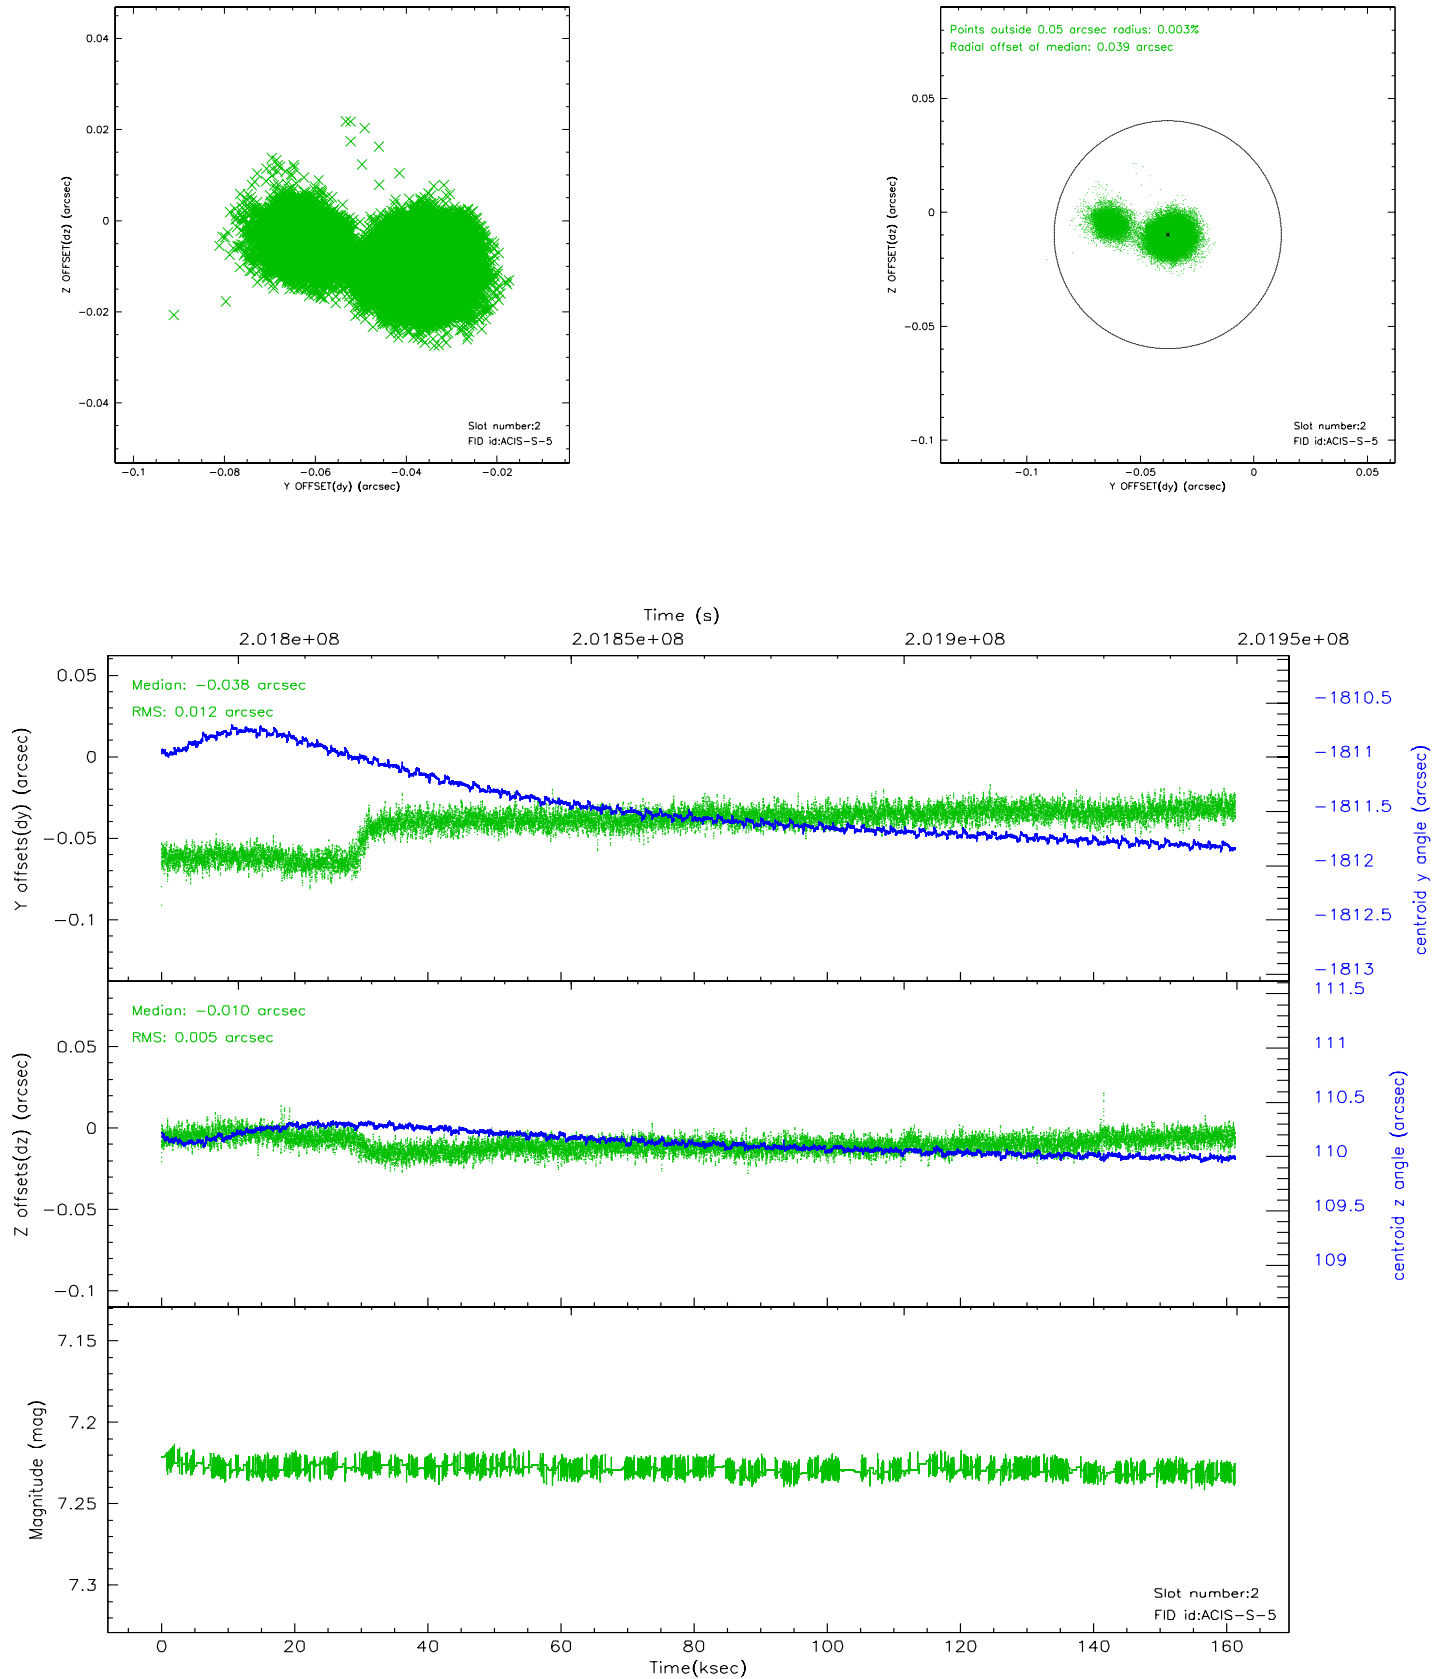 0.04
0.02
0
−0.02
−0.04
Z OFFSET(dz) (arcsec)
−0.1
−0.08
−0.06
−0.04
−0.02
Y OFFSET(dy) (arcsec)
Slot number:2
FID id:ACIS−S−5
Points outside 0.05 arcsec radius: 0.003%
Radial offset of median: 0.039 arcsec
0.05
0
−0.05
−0.1
Z OFFSET(dz) (arcsec)
−0.1
−0.05
0
0.05
Y OFFSET(dy) (arcsec)
Slot number:2
FID id:ACIS−S−5
Time (s)
2.018e+08
2.0185e+08
2.019e+08
2.0195e+08
Median: −0.038 arcsec
RMS: 0.012 arcsec
0.05
0
−0.05
−0.1
Y offsets(dy) (arcsec)
−1810.5
−1811
−1811.5
−1812
−1812.5
−1813
centroid y angle (arcsec)
Median: −0.010 arcsec
RMS: 0.005 arcsec
0.05
0
−0.05
−0.1
Z offsets(dz) (arcsec)
111.5
111
110.5
110
109.5
109
centroid z angle (arcsec)
7.15
7.2
7.25
7.3
Magnitude (mag)
Slot number:2
FID id:ACIS−S−5
0
20
40
60
80
100
120
140
160
Time(ksec)